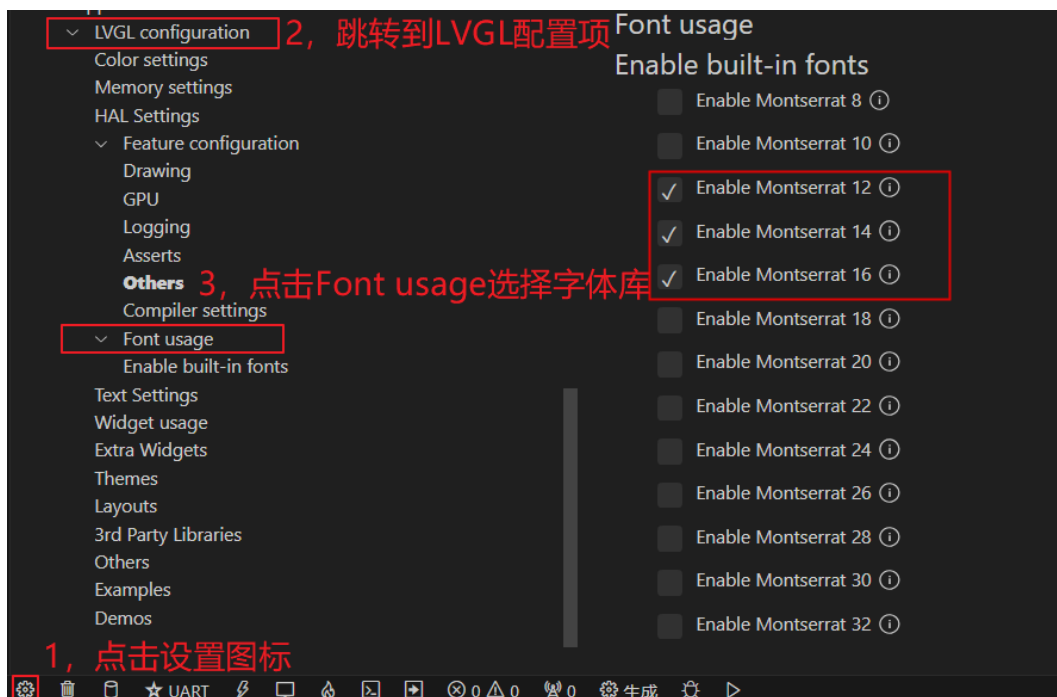 LVGL configuration
2，跳转到LVGL配置项
Color settings
Memory settings
HAL Settings
Feature configuration
Drawing
GPU
Logging
Asserts
Others
3，点击Font usage选择字体库
Compiler settings
Font usage
Enable built-in fonts
Text Settings
Widget usage
Extra Widgets
Themes
Layouts
3rd Party Libraries
Others
Examples
Demos
Font usage
Enable built-in fonts
Enable Montserrat 8
Enable Montserrat 10
Enable Montserrat 12
Enable Montserrat 14
Enable Montserrat 16
Enable Montserrat 18
Enable Montserrat 20
Enable Montserrat 22
Enable Montserrat 24
Enable Montserrat 26
Enable Montserrat 28
Enable Montserrat 30
Enable Montserrat 32
1，点击设置图标
UART 0 0 0 生成